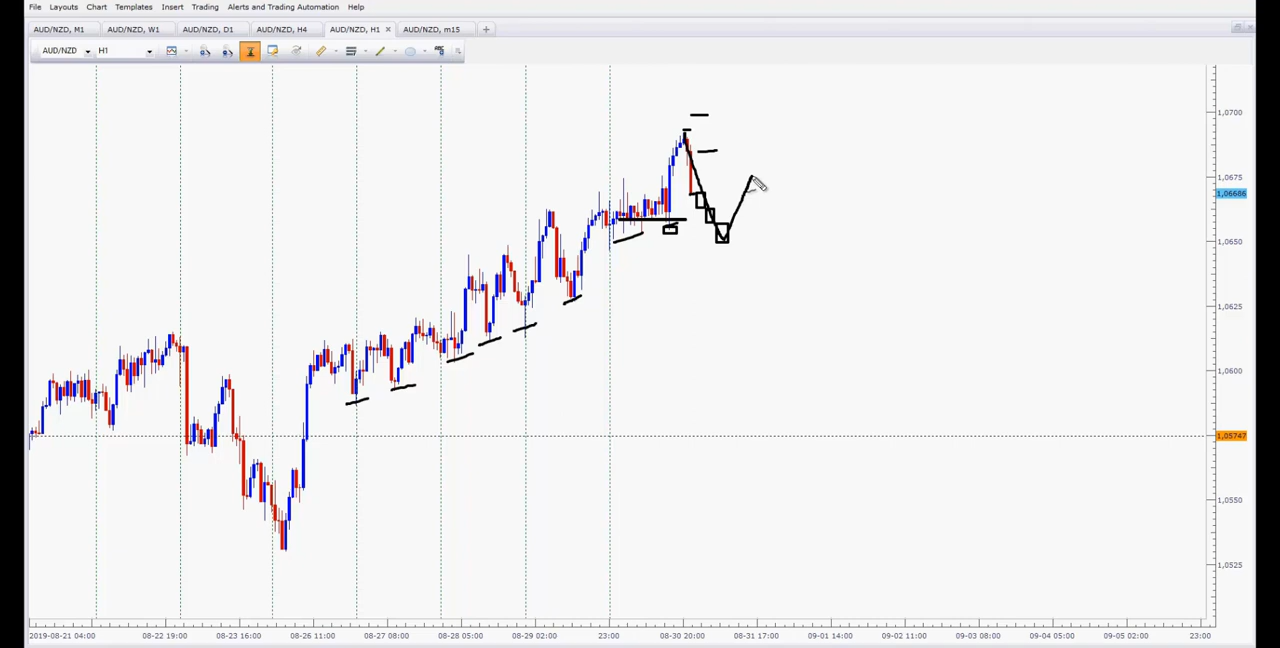 File Layouts Chart Templates Insert Trading Alerts and Trading Automation Help
AUD/NZD, M1 AUD/NZD, W1 AUD/NZD, D1 AUD/NZD, H4 AUD/NZD, H1 AUD/NZD, m15
AUD/NZD H1
1,0700
1,0675
1,06686
1,0650
1,0625
1,0600
1,05747
1,0550
1,0525
2019-08-21 04:00 08-22 19:00 08-23 16:00 08-26 11:00 08-27 08:00 08-28 05:00 08-29 02:00 23:00 08-30 20:00 08-31 17:00 09-01 14:00 09-02 11:00 09-03 08:00 09-04 05:00 09-05 02:00 23:00